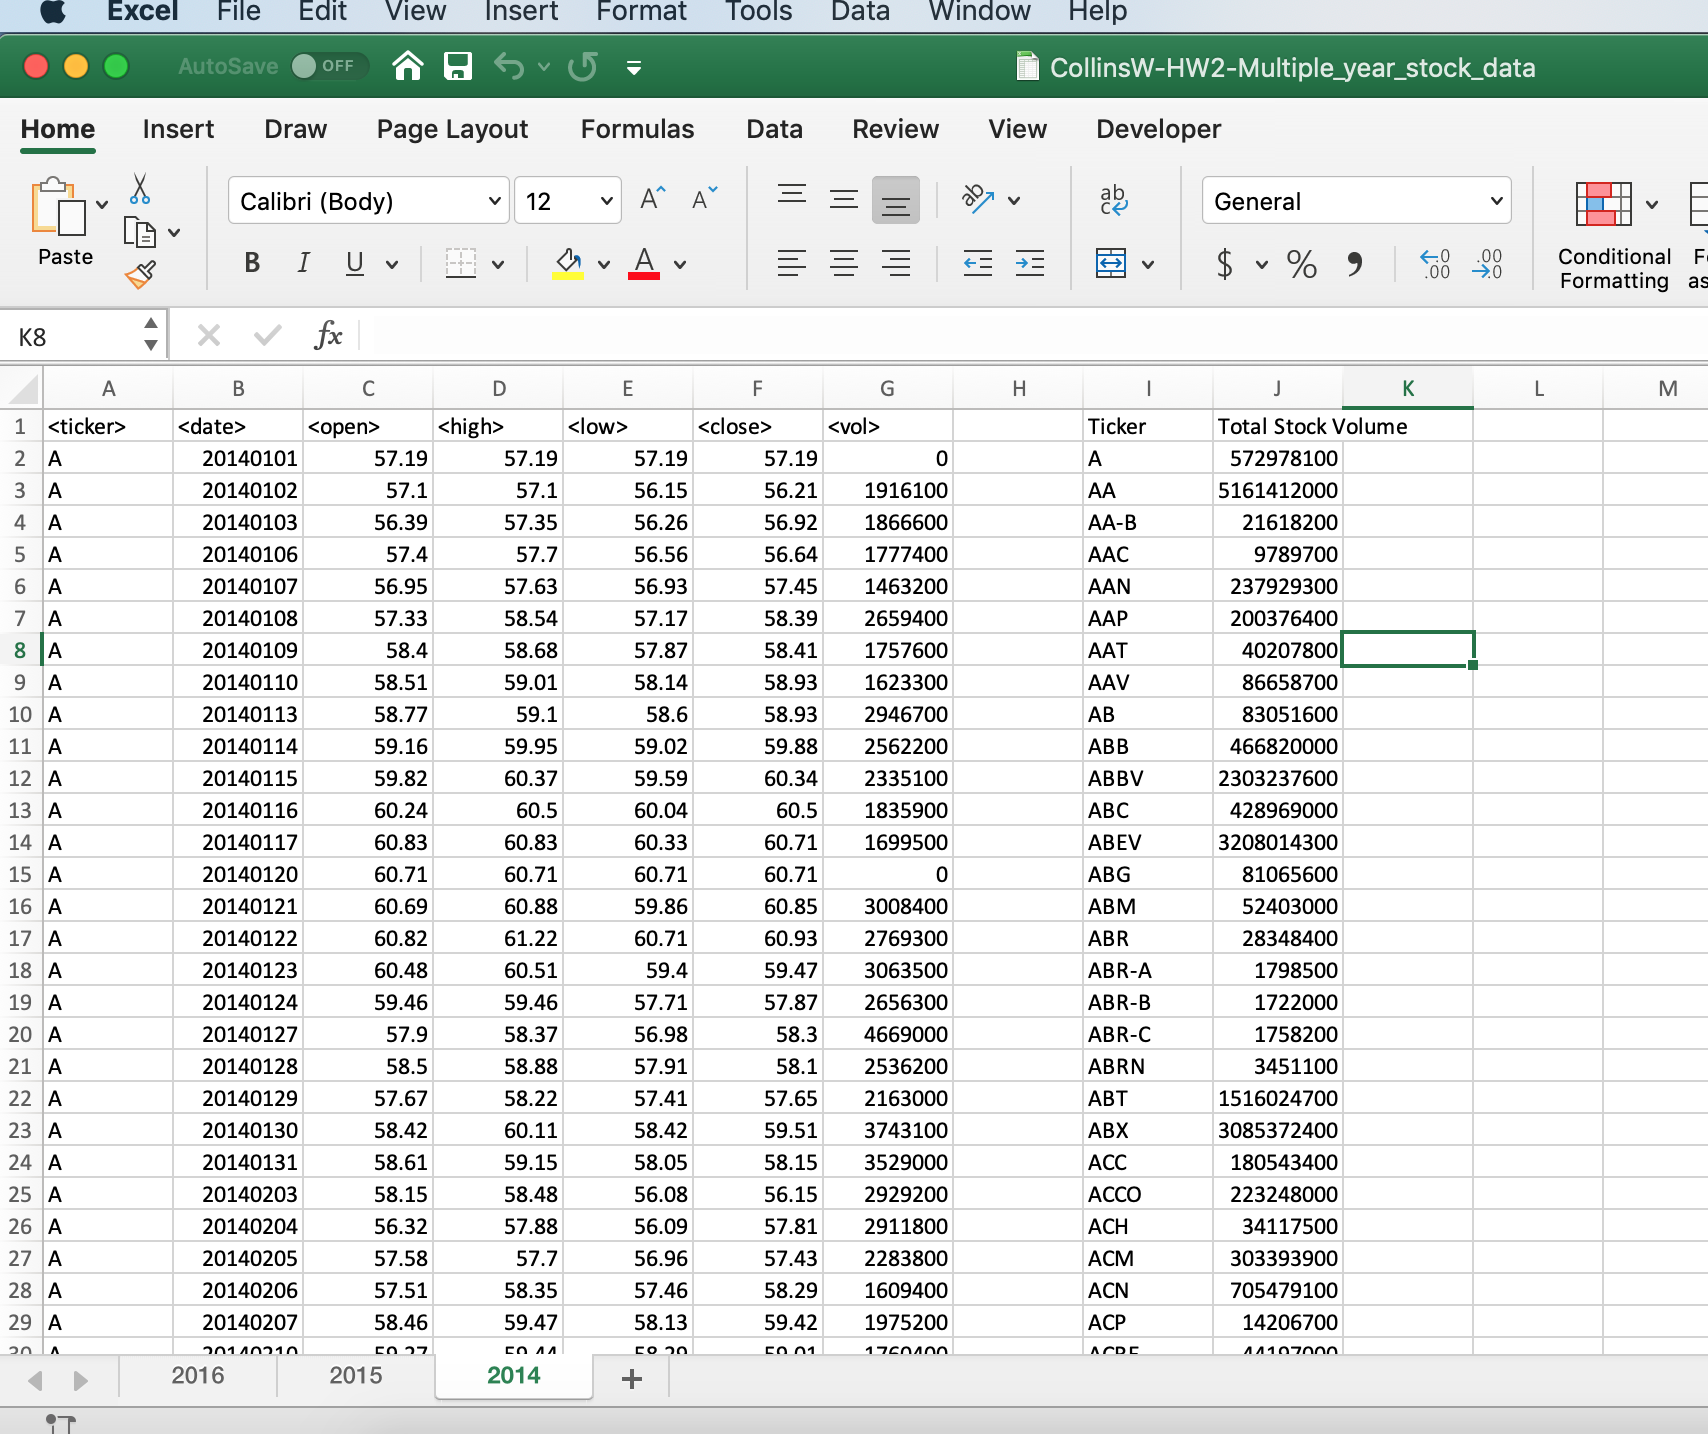 Excel File Edit View Insert Format Tools Data Window Help
AutoSave OFF CollinsW-HW2-Multiple_year_stock_data
Home Insert Draw Page Layout Formulas Data Review View Developer
Paste Calibri (Body) 12 A A ab ab c General
B I U A $ % , .0 .00 .00 .0 Conditional Formatting
K8 fx
A B C D E F G H I J K L M
1 <ticker> <date> <open> <high> <low> <close> <vol> Ticker Total Stock Volume
2 A 20140101 57.19 57.19 57.19 57.19 0 A 572978100
3 A 20140102 57.1 57.1 56.15 56.21 1916100 AA 5161412000
4 A 20140103 56.39 57.35 56.26 56.92 1866600 AA-B 21618200
5 A 20140106 57.4 57.7 56.56 56.64 1777400 AAC 9789700
6 A 20140107 56.95 57.63 56.93 57.45 1463200 AAN 237929300
7 A 20140108 57.33 58.54 57.17 58.39 2659400 AAP 200376400
8 A 20140109 58.4 58.68 57.87 58.41 1757600 AAT 40207800
9 A 20140110 58.51 59.01 58.14 58.93 1623300 AAV 86658700
10 A 20140113 58.77 59.1 58.6 58.93 2946700 AB 83051600
11 A 20140114 59.16 59.95 59.02 59.88 2562200 ABB 466820000
12 A 20140115 59.82 60.37 59.59 60.34 2335100 ABBV 2303237600
13 A 20140116 60.24 60.5 60.04 60.5 1835900 ABC 428969000
14 A 20140117 60.83 60.83 60.33 60.71 1699500 ABEV 3208014300
15 A 20140120 60.71 60.71 60.71 60.71 0 ABG 81065600
16 A 20140121 60.69 60.88 59.86 60.85 3008400 ABM 52403000
17 A 20140122 60.82 61.22 60.71 60.93 2769300 ABR 28348400
18 A 20140123 60.48 60.51 59.4 59.47 3063500 ABR-A 1798500
19 A 20140124 59.46 59.46 57.71 57.87 2656300 ABR-B 1722000
20 A 20140127 57.9 58.37 56.98 58.3 4669000 ABR-C 1758200
21 A 20140128 58.5 58.88 57.91 58.1 2536200 ABRN 3451100
22 A 20140129 57.67 58.22 57.41 57.65 2163000 ABT 1516024700
23 A 20140130 58.42 60.11 58.42 59.51 3743100 ABX 3085372400
24 A 20140131 58.61 59.15 58.05 58.15 3529000 ACC 180543400
25 A 20140203 58.15 58.48 56.08 56.15 2929200 ACCO 223248000
26 A 20140204 56.32 57.88 56.09 57.81 2911800 ACH 34117500
27 A 20140205 57.58 57.7 56.96 57.43 2283800 ACM 303393900
28 A 20140206 57.51 58.35 57.46 58.29 1609400 ACN 705479100
29 A 20140207 58.46 59.47 58.13 59.42 1975200 ACP 14206700
2016 2015 2014 +